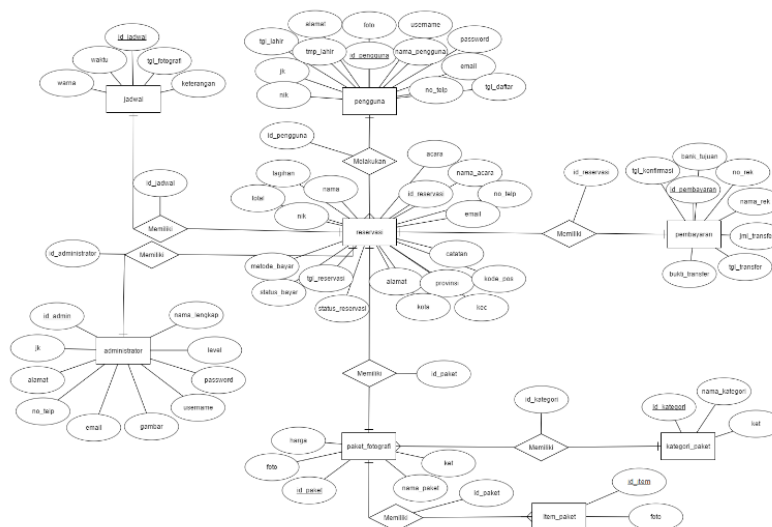 alamat
foto
username
id_jadwal
tgl_lahir
password
waktu
tgl_fotografi
tmp_lahir
id_pengguna
nama_pengguna
warna
keterangan
jk
email
jadwal
nik
pengguna
no_telp
tgl_daftar
id_pengguna
Melakukan
acara
bank_tujuan
tagihan
nama
nama_acara
id_reservasi
tgl_konfirmasi
no_rek
id_jadwal
id_reservasi
id_pembayaran
total
no_telp
nama_rek
nik
email
Memiliki
reservasi
Memiliki
pembayaran
jml_transfer
id_administrator
Memiliki
catatan
metode_bayar
tgl_reservasi
alamat
provinsi
kode_pos
bukti_transfer
tgl_transfer
status_bayar
status_reservasi
kota
kec
id_admin
nama_lengkap
jk
administrator
level
alamat
password
Memiliki
id_paket
no_telp
username
id_kategori
nama_kategori
email
gambar
id_kategori
harga
ket
paket_fotografi
Memiliki
kategori_paket
foto
ket
id_paket
nama_paket
id_paket
id_item
Memiliki
item_paket
foto